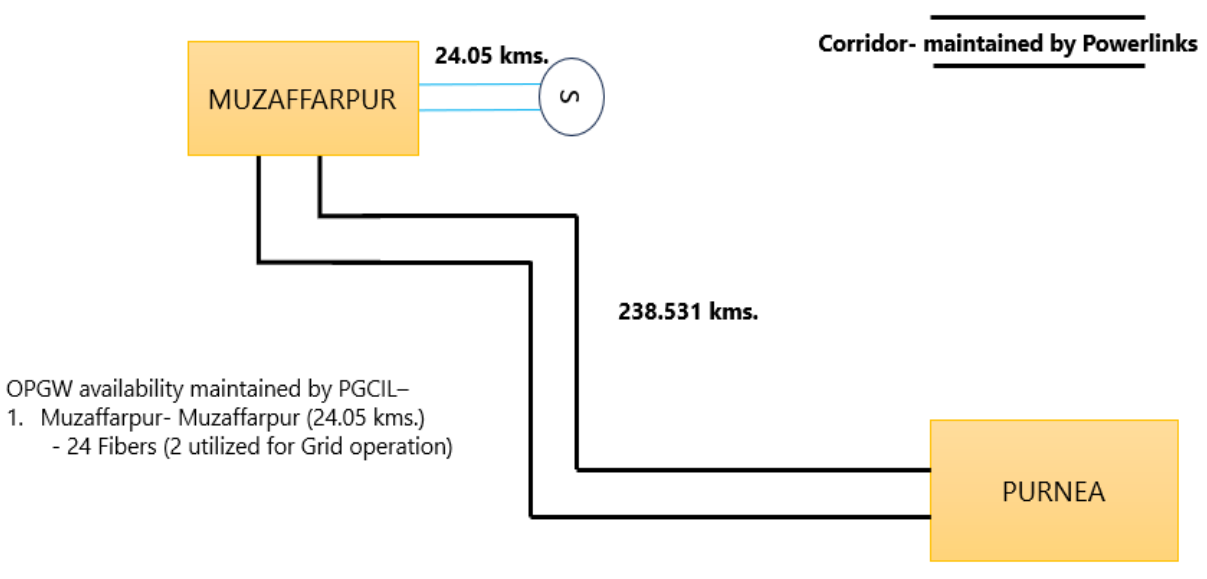 24.05 kms.
Corridor- maintained by Powerlinks
MUZAFFARPUR
S
238.531 kms.
OPGW availability maintained by PGCIL–
1. Muzaffarpur- Muzaffarpur (24.05 kms.)
- 24 Fibers (2 utilized for Grid operation)
PURNEA